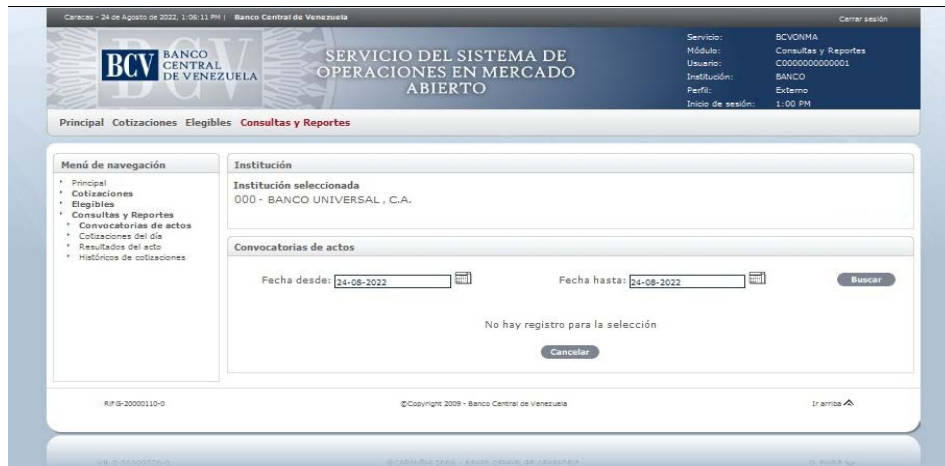 Caracas - 24 de Agosto de 2022, 1:06:11 PM | Banco Central de Venezuela
Cerrar sesión
BCV BANCO CENTRAL DE VENEZUELA
SERVICIO DEL SISTEMA DE
OPERACIONES EN MERCADO
ABIERTO
Servicio: BCVONMA
Módulo: Consultas y Reportes
Usuario: C0000000000001
Institución: BANCO
Perfil: Externo
Inicio de sesión: 1:00 PM
Principal Cotizaciones Elegibles Consultas y Reportes
Menú de navegación
Principal
Cotizaciones
Elegibles
Consultas y Reportes
Convocatorias de actos
Cotizaciones del día
Resultados del acto
Históricos de cotizaciones
Institución
Institución seleccionada
000 - BANCO UNIVERSAL , C.A.
Convocatorias de actos
Fecha desde: 24-08-2022 Fecha hasta: 24-08-2022 Buscar
No hay registro para la selección
Cancelar
Rif G-20000110-0 ©Copyright 2009 - Banco Central de Venezuela Ir arriba